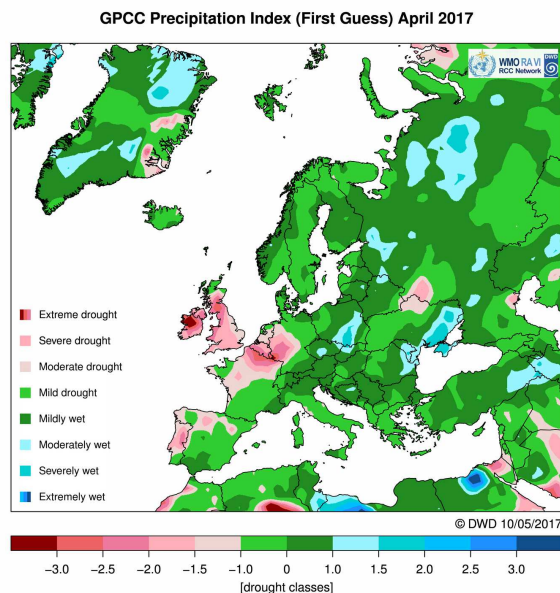 GPCC Precipitation Index (First Guess) April 2017
WMO RA VI
RCC Network
DWD
Extreme drought
Severe drought
Moderate drought
Mild drought
Mildly wet
Moderately wet
Severely wet
Extremely wet
© DWD 10/05/2017
−3.0 −2.5 −2.0 −1.5 −1.0 0 1.0 1.5 2.0 3.0
[drought classes]